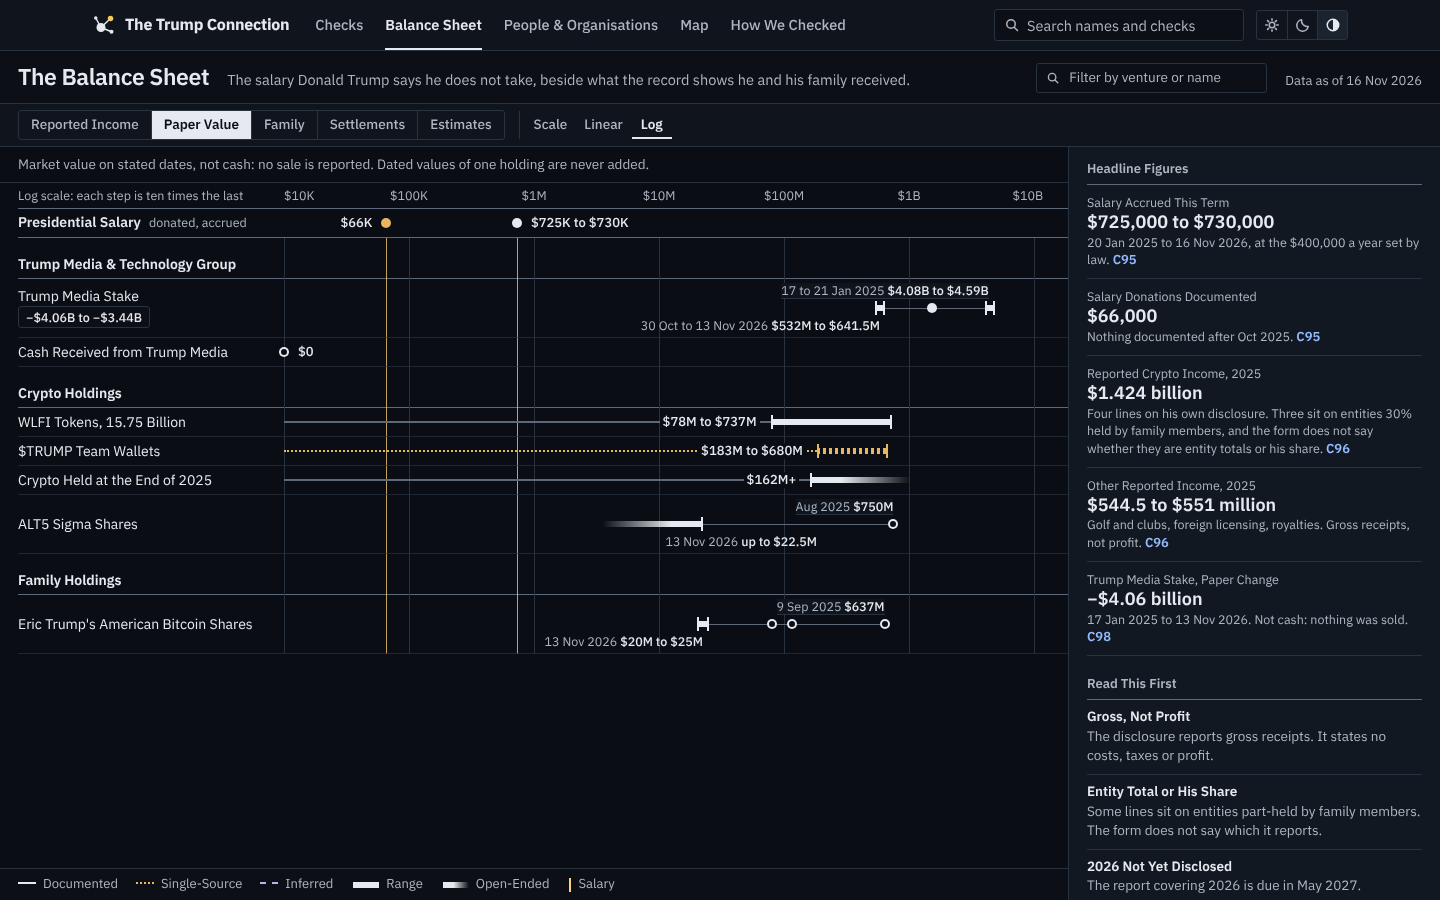 The Trump Connection
Checks
Balance Sheet
People & Organisations
Map
How We Checked
Search names and checks
The Balance Sheet
The salary Donald Trump says he does not take, beside what the record shows he and his family received.
Filter by venture or name
Data as of 16 Nov 2026
Reported Income
Paper Value
Family
Settlements
Estimates
Scale
Linear
Log
Market value on stated dates, not cash: no sale is reported. Dated values of one holding are never added.
Log scale: each step is ten times the last
$10K
$100K
$1M
$10M
$100M
$1B
$10B
Presidential Salary donated, accrued
$66K
$725K to $730K
Trump Media & Technology Group
Trump Media Stake
−$4.06B to −$3.44B
17 to 21 Jan 2025 $4.08B to $4.59B
30 Oct to 13 Nov 2026 $532M to $641.5M
Cash Received from Trump Media
$0
Crypto Holdings
WLFI Tokens, 15.75 Billion
$78M to $737M
$TRUMP Team Wallets
$183M to $680M
Crypto Held at the End of 2025
$162M+
ALT5 Sigma Shares
Aug 2025 $750M
13 Nov 2026 up to $22.5M
Family Holdings
Eric Trump's American Bitcoin Shares
9 Sep 2025 $637M
13 Nov 2026 $20M to $25M
Documented
Single-Source
Inferred
Range
Open-Ended
Salary
Headline Figures
Salary Accrued This Term
$725,000 to $730,000
20 Jan 2025 to 16 Nov 2026, at the $400,000 a year set by
law. C95
Salary Donations Documented
$66,000
Nothing documented after Oct 2025. C95
Reported Crypto Income, 2025
$1.424 billion
Four lines on his own disclosure. Three sit on entities 30%
held by family members, and the form does not say
whether they are entity totals or his share. C96
Other Reported Income, 2025
$544.5 to $551 million
Golf and clubs, foreign licensing, royalties. Gross receipts,
not profit. C96
Trump Media Stake, Paper Change
−$4.06 billion
17 Jan 2025 to 13 Nov 2026. Not cash: nothing was sold.
C98
Read This First
Gross, Not Profit
The disclosure reports gross receipts. It states no
costs, taxes or profit.
Entity Total or His Share
Some lines sit on entities part-held by family members.
The form does not say which it reports.
2026 Not Yet Disclosed
The report covering 2026 is due in May 2027.